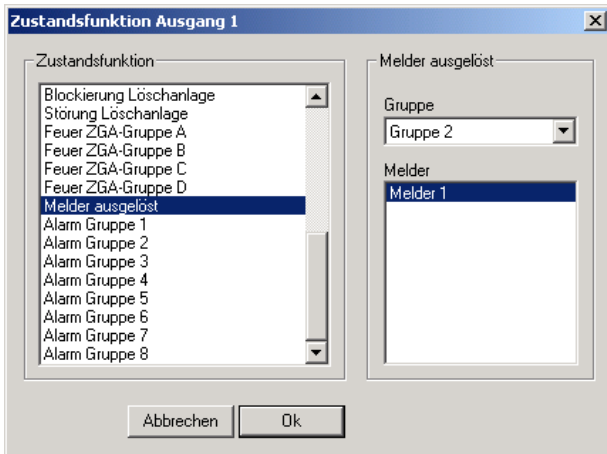 Zustandsfunktion Ausgang 1
Zustandsfunktion
Blockierung Löschanlage
Störung Löschanlage
Feuer ZGA-Gruppe A
Feuer ZGA-Gruppe B
Feuer ZGA-Gruppe C
Feuer ZGA-Gruppe D
Melder ausgelöst
Alarm Gruppe 1
Alarm Gruppe 2
Alarm Gruppe 3
Alarm Gruppe 4
Alarm Gruppe 5
Alarm Gruppe 6
Alarm Gruppe 7
Alarm Gruppe 8
Melder ausgelöst
Gruppe
Gruppe 2
Melder
Melder 1
Abbrechen
Ok